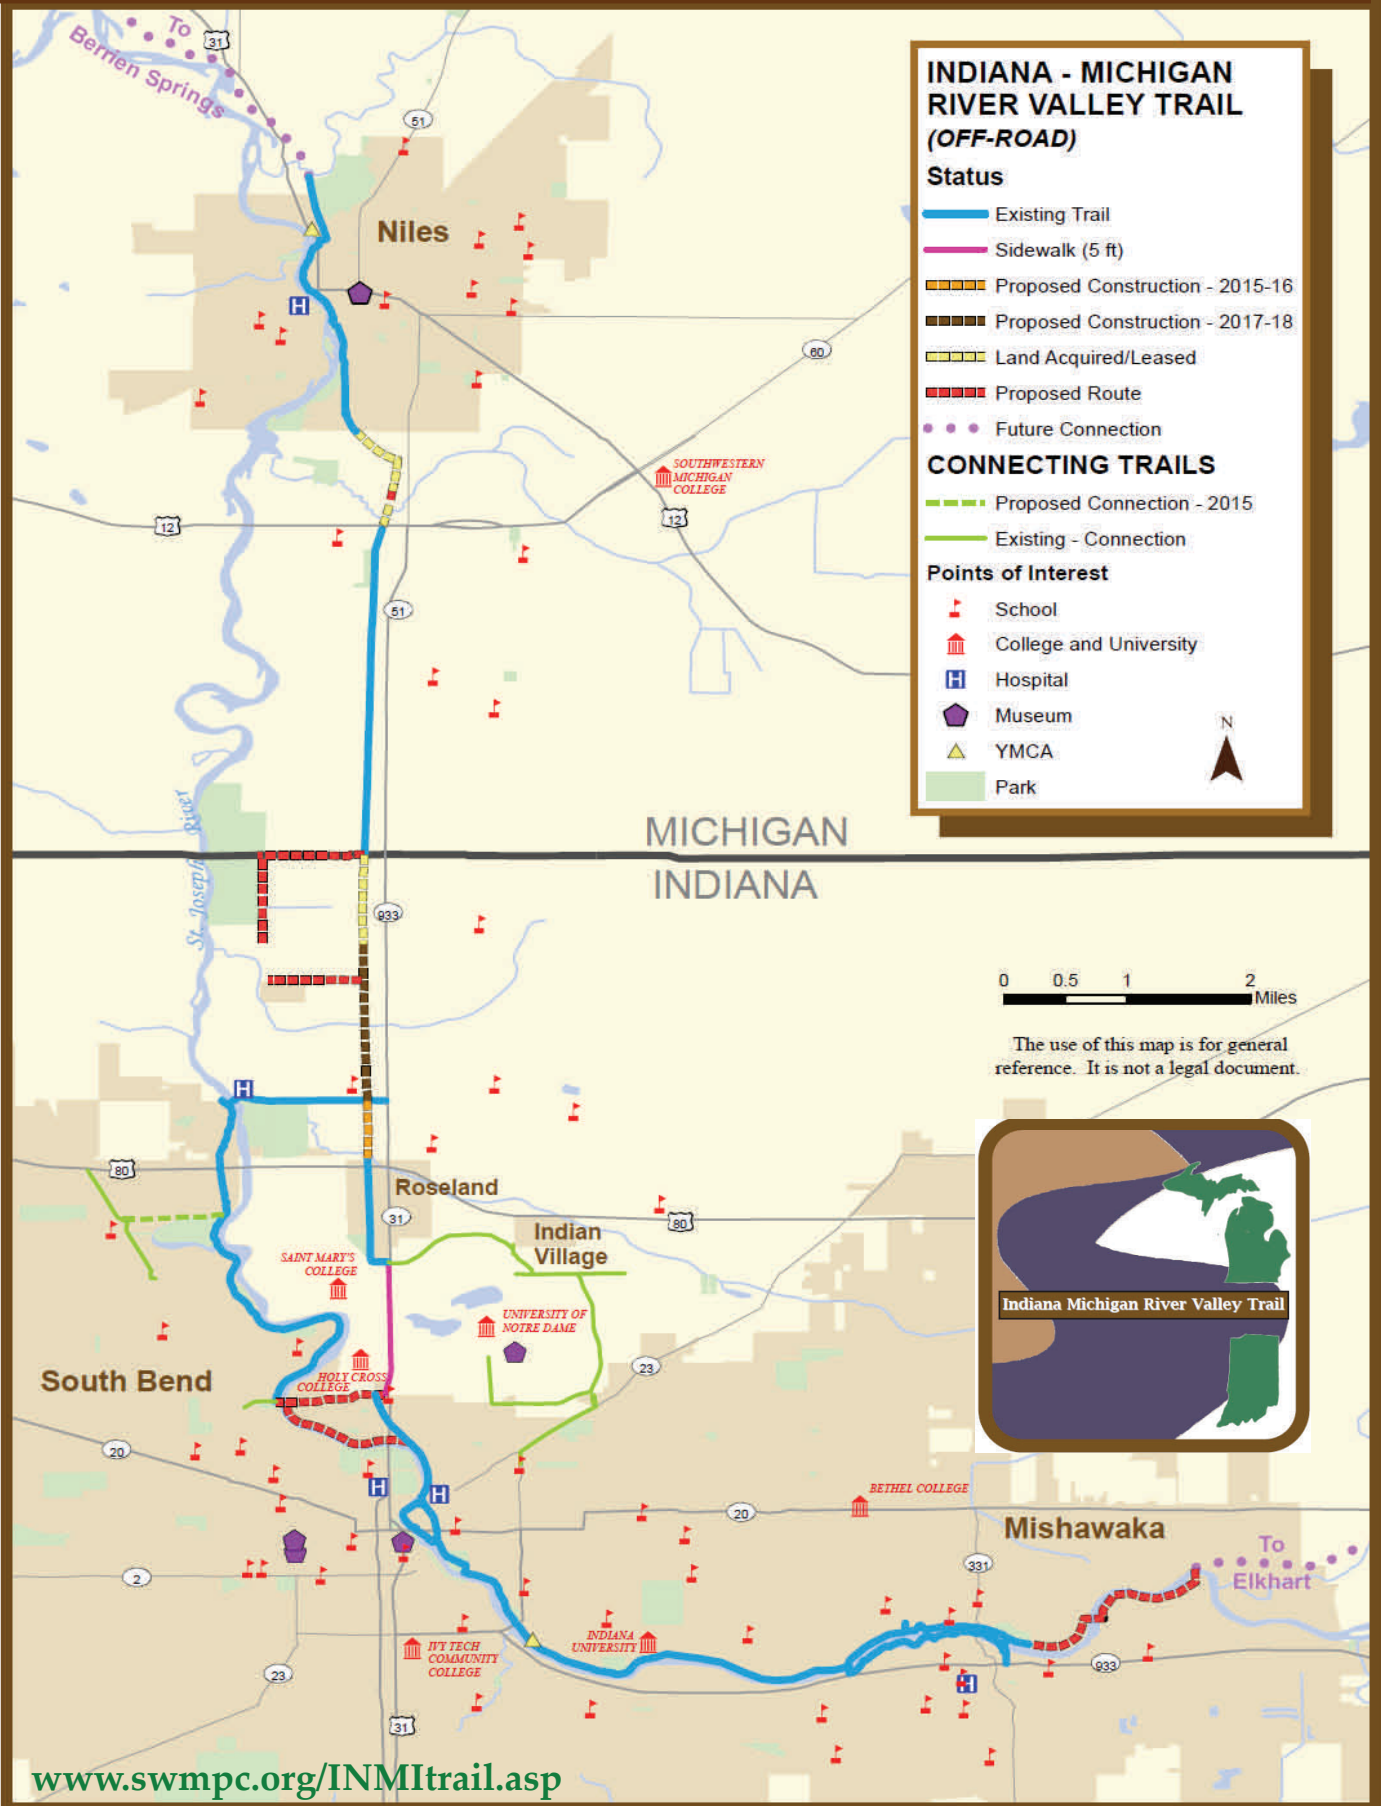 To
Berrien Springs
31
51
Niles
H
60
SOUTHWESTERN
MICHIGAN
COLLEGE
12
12
51
INDIANA - MICHIGAN
RIVER VALLEY TRAIL
(OFF-ROAD)
Status
Existing Trail
Sidewalk (5 ft)
Proposed Construction - 2015-16
Proposed Construction - 2017-18
Land Acquired/Leased
Proposed Route
Future Connection
CONNECTING TRAILS
Proposed Connection - 2015
Existing - Connection
Points of Interest
School
College and University
H Hospital
Museum
YMCA
Park
N
St. Joseph River
MICHIGAN
INDIANA
933
0 0.5 1 2
Miles
The use of this map is for general
reference. It is not a legal document.
H
80
Roseland
31
80
Indian
Village
SAINT MARY'S
COLLEGE
UNIVERSITY OF
NOTRE DAME
Indiana Michigan River Valley Trail
South Bend
HOLY CROSS
COLLEGE
23
20
H
H
BETHEL COLLEGE
20
Mishawaka
331
To
Elkhart
2
INDIANA
UNIVERSITY
IVY TECH
COMMUNITY
COLLEGE
23
933
H
31
www.swmpc.org/INMItrail.asp